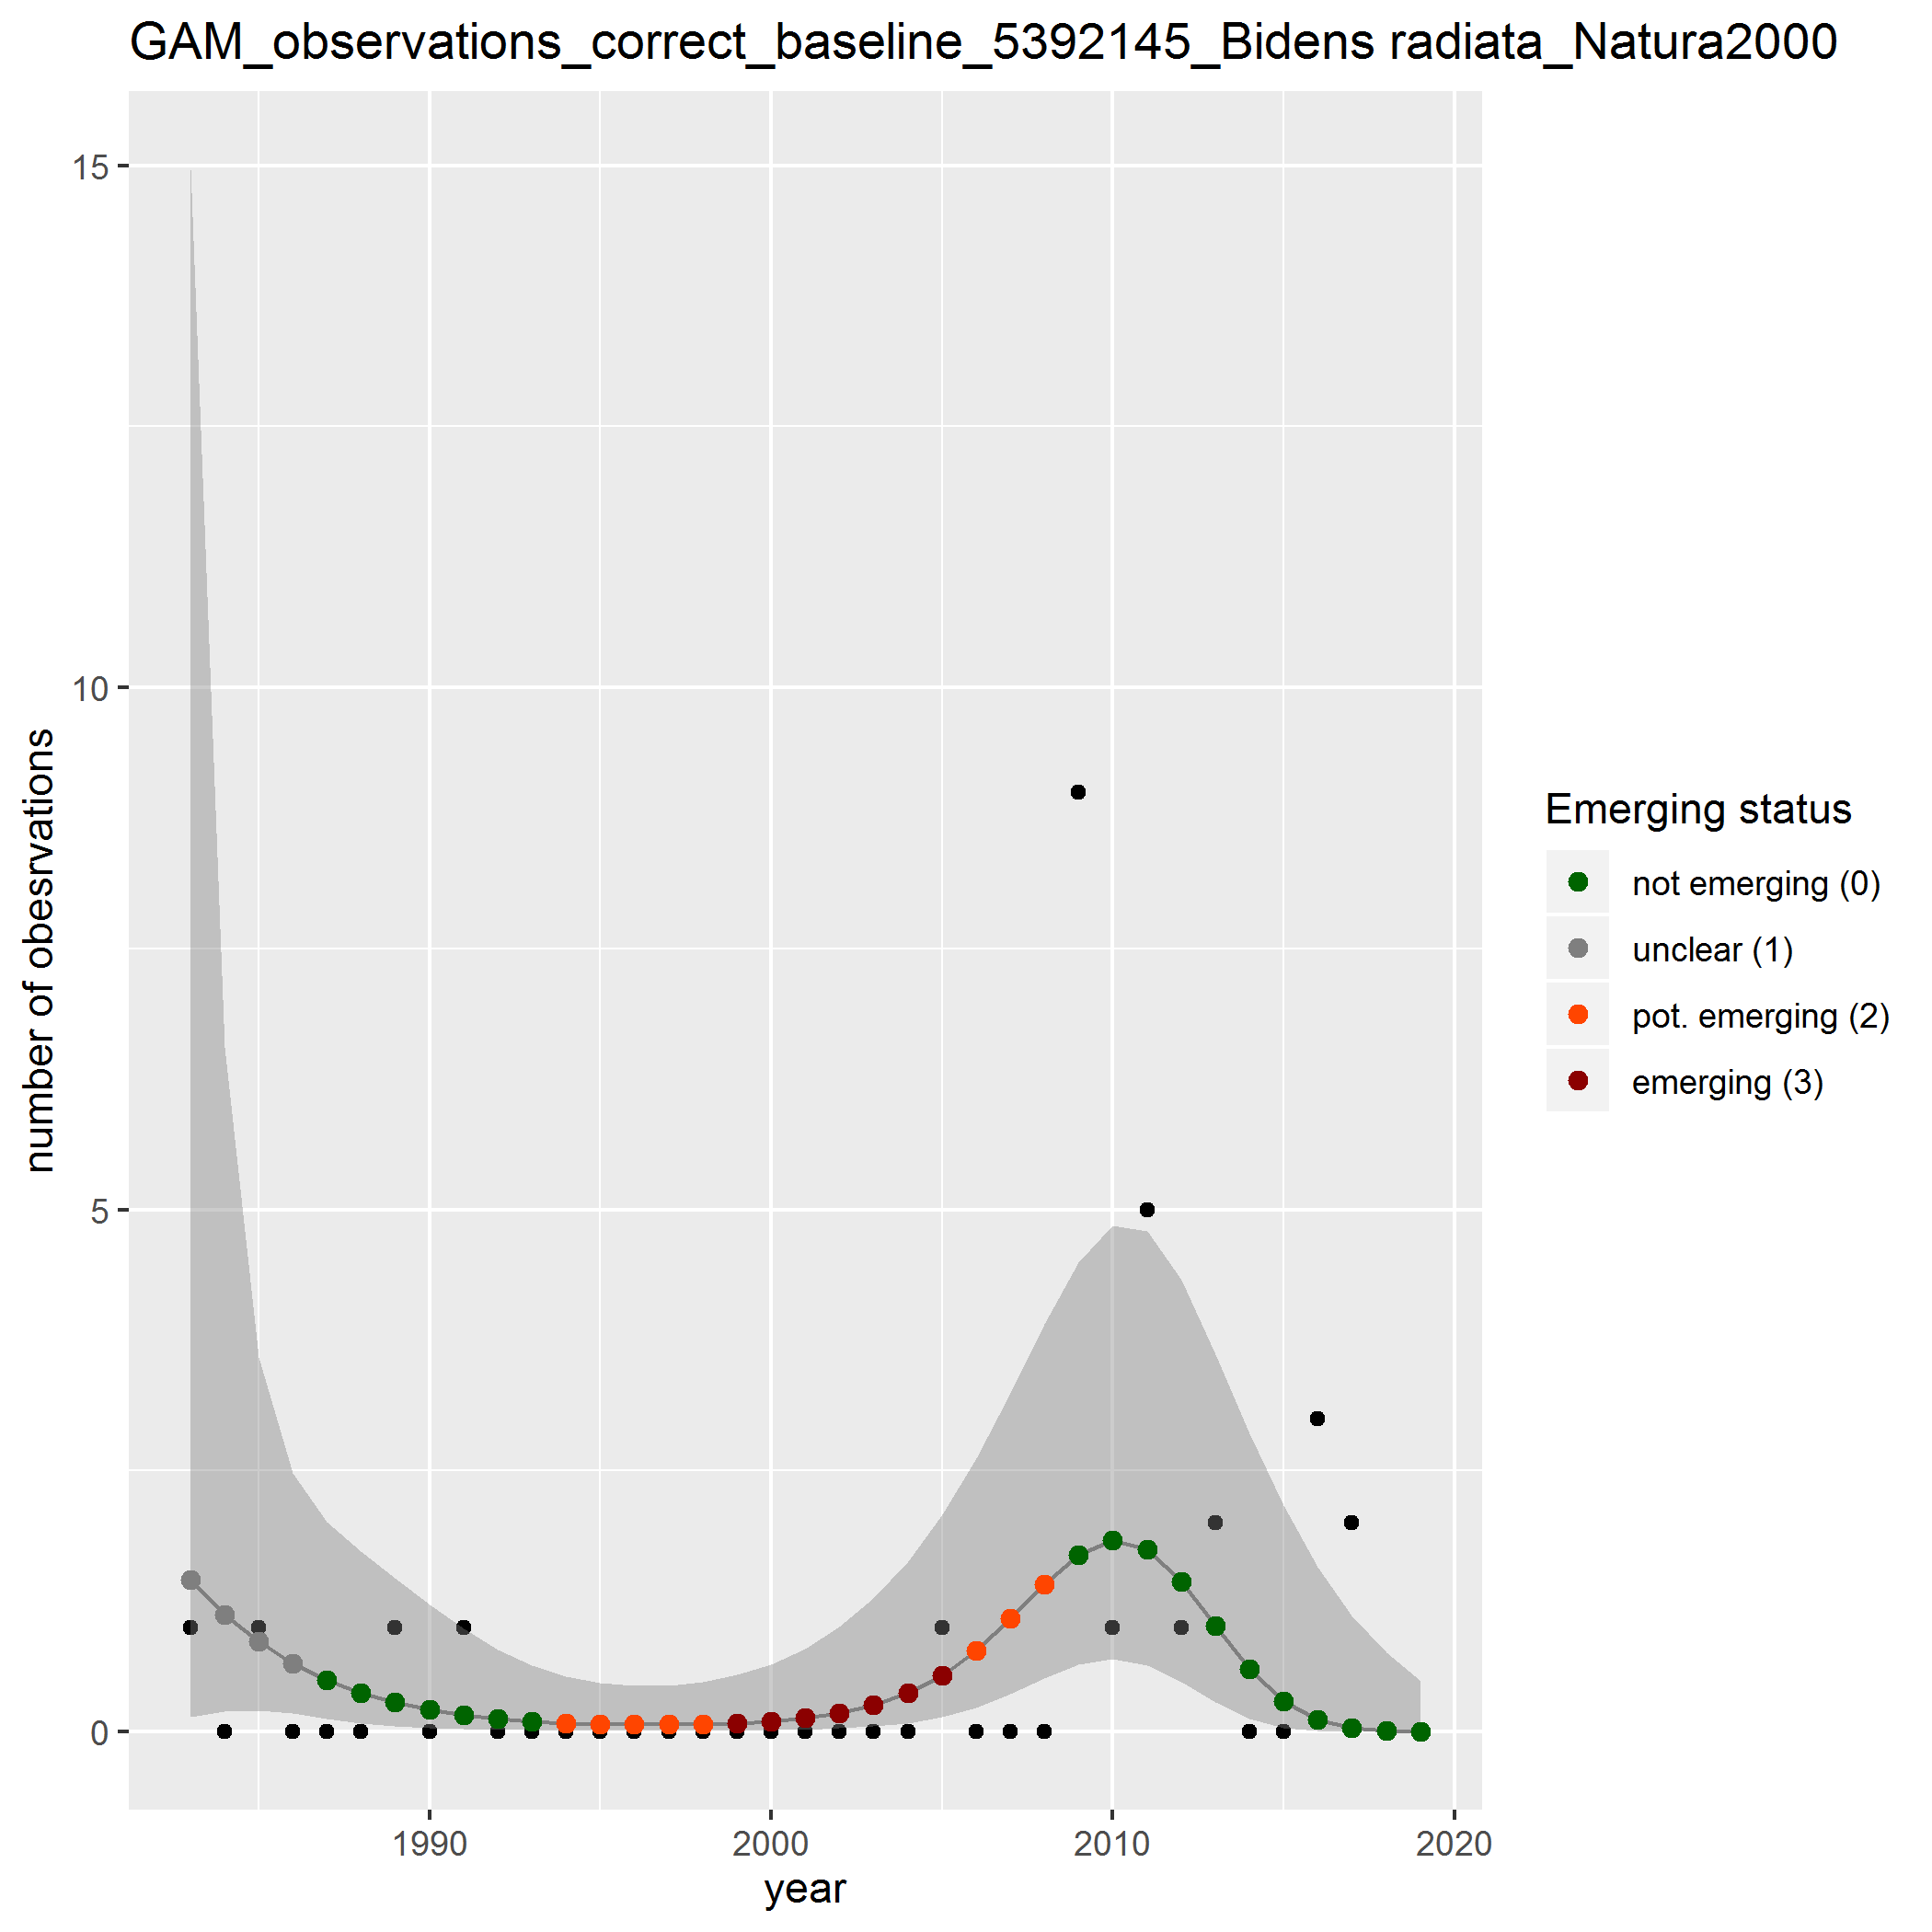 GAM_observations_correct_baseline_5392145_Bidens radiata_Natura2000
15
10
5
0
number of obesrvations
1990
2000
2010
2020
year
Emerging status
not emerging (0)
unclear (1)
pot. emerging (2)
emerging (3)